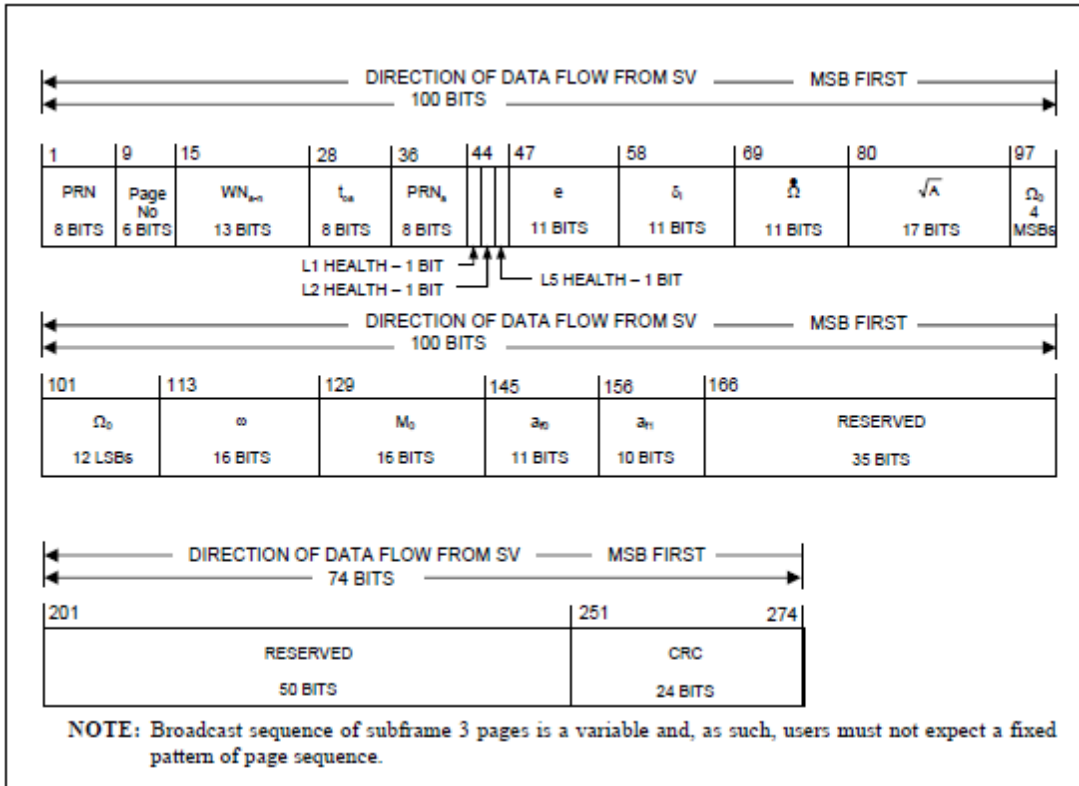 DIRECTION OF DATA FLOW FROM SV MSB FIRST
100 BITS
1 9 15 28 36 44 47 58 69 80 97
PRN Page No WNₐ₋ₙ tₒₐ PRNₐ e δᵢ Ω̇ √A Ω₀ 4
8 BITS 6 BITS 13 BITS 8 BITS 8 BITS 11 BITS 11 BITS 11 BITS 17 BITS MSBs
L1 HEALTH – 1 BIT
L2 HEALTH – 1 BIT L5 HEALTH – 1 BIT
DIRECTION OF DATA FLOW FROM SV MSB FIRST
100 BITS
101 113 129 145 156 166
Ω₀ ω M₀ a_f0 a_f1 RESERVED
12 LSBs 16 BITS 16 BITS 11 BITS 10 BITS 35 BITS
DIRECTION OF DATA FLOW FROM SV MSB FIRST
74 BITS
201 251 274
RESERVED CRC
50 BITS 24 BITS
NOTE: Broadcast sequence of subframe 3 pages is a variable and, as such, users must not expect a fixed
pattern of page sequence.